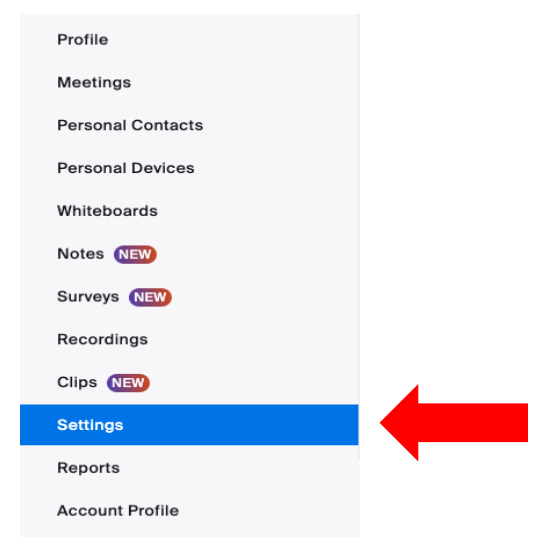 Profile
Meetings
Personal Contacts
Personal Devices
Whiteboards
Notes NEW
Surveys NEW
Recordings
Clips NEW
Settings
Reports
Account Profile